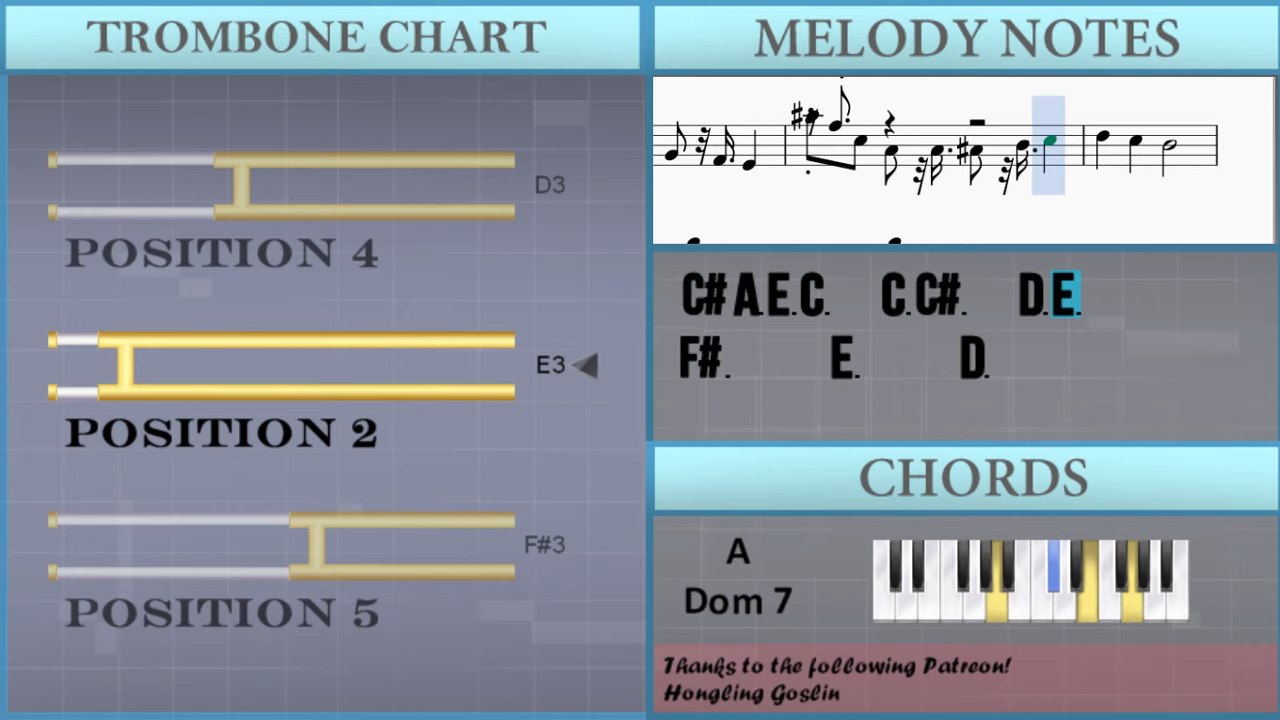 TROMBONE CHART
D3
POSITION 4
E3
POSITION 2
F#3
POSITION 5
MELODY NOTES
C# A.E.C. C.C#. D.E.
F#. E. D.
CHORDS
A
Dom 7
Thanks to the following Patreon!
Hongling Goslin